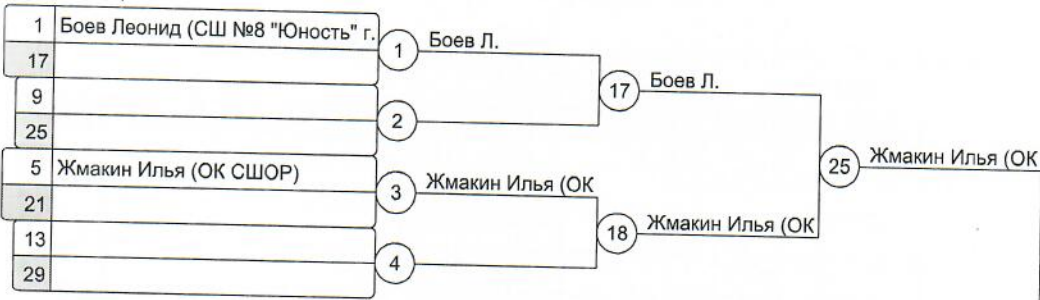 1 Боев Леонид (СШ №8 "Юность" г.
17
1 Боев Л.
9
25
2
17 Боев Л.
5 Жмакин Илья (ОК СШОР)
21
3 Жмакин Илья (ОК
13
29
4
18 Жмакин Илья (ОК
25 Жмакин Илья (ОК